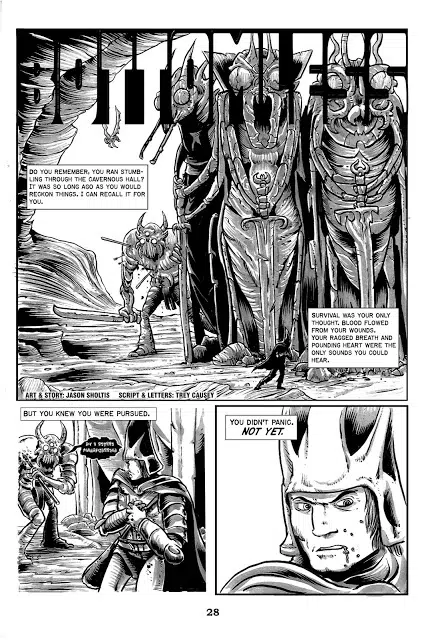 BOTTOMLESS
DO YOU REMEMBER, YOU RAN STUMB-
LING THROUGH THE CAVERNOUS HALL?
IT WAS SO LONG AGO AS YOU WOULD
RECKON THINGS. I CAN RECALL IT FOR
YOU.
SURVIVAL WAS YOUR ONLY
THOUGHT. BLOOD FLOWED
FROM YOUR WOUNDS.
YOUR RAGGED BREATH AND
POUNDING HEART WERE THE
ONLY SOUNDS YOU COULD
HEAR.
ART & STORY: JASON SHOLTIS SCRIPT & LETTERS: TREY CAUSEY
BUT YOU KNEW YOU WERE PURSUED.
YOU DIDN'T PANIC.
NOT YET.
28